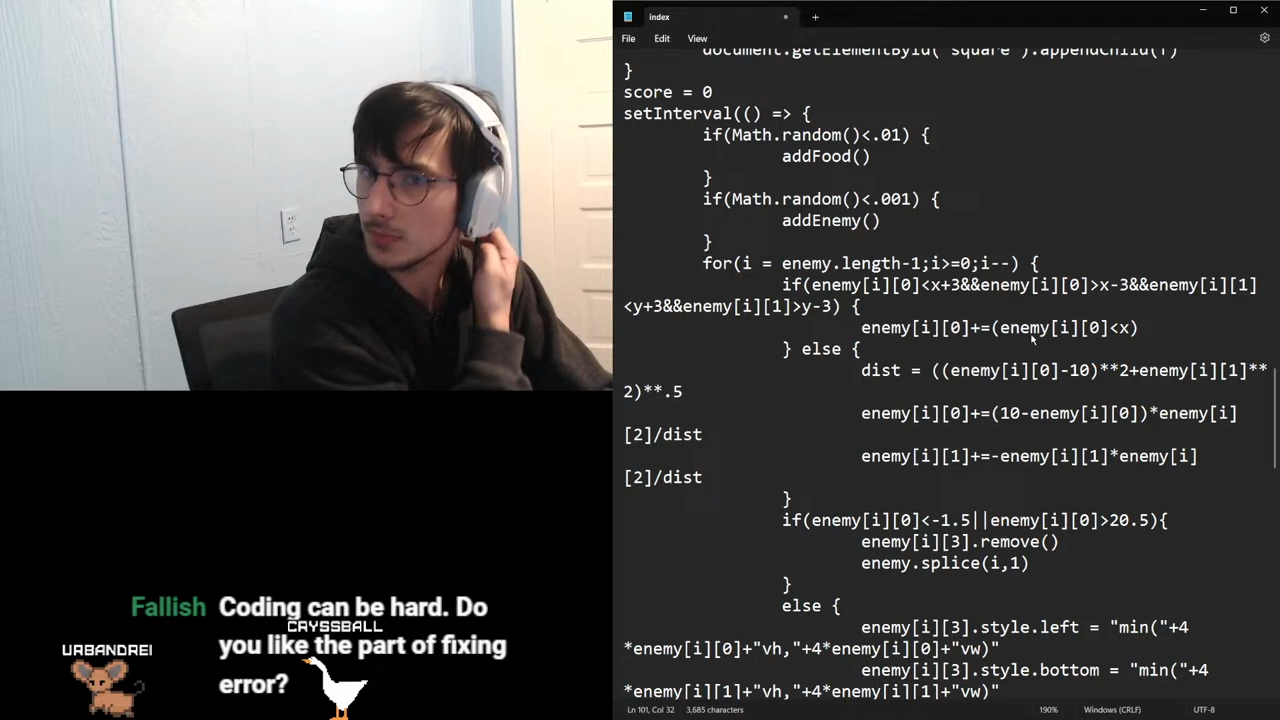 index
File Edit View
document.getElementById("square").appendChild(f)
}
score = 0
setInterval(() => {
if(Math.random()<.01) {
addFood()
}
if(Math.random()<.001) {
addEnemy()
}
for(i = enemy.length-1;i>=0;i--) {
if(enemy[i][0]<x+3&&enemy[i][0]>x-3&&enemy[i][1]
<y+3&&enemy[i][1]>y-3) {
enemy[i][0]+=(enemy[i][0]<x)
} else {
dist = ((enemy[i][0]-10)**2+enemy[i][1]**
2)**.5
enemy[i][0]+=(10-enemy[i][0])*enemy[i]
[2]/dist
enemy[i][1]+=-enemy[i][1]*enemy[i]
[2]/dist
}
if(enemy[i][0]<-1.5||enemy[i][0]>20.5){
enemy[i][3].remove()
enemy.splice(i,1)
}
else {
enemy[i][3].style.left = "min("+4
*enemy[i][0]+"vh,"+4*enemy[i][0]+"vw)"
enemy[i][3].style.bottom = "min("+4
*enemy[i][1]+"vh,"+4*enemy[i][1]+"vw)"
Ln 101, Col 32 3,685 characters 190% Windows (CRLF) UTF-8
Fallish Coding can be hard. Do
you like the part of fixing
error?
CRYSSBALL
URBANDREI